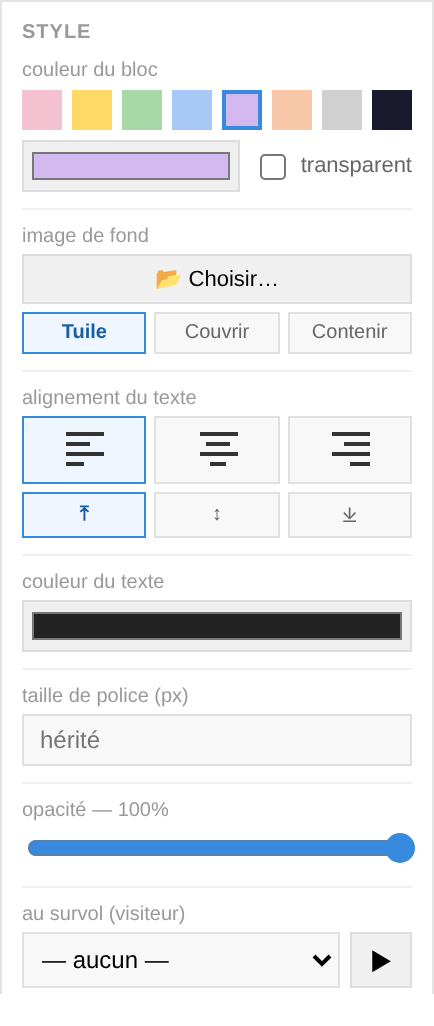 STYLE
couleur du bloc
transparent
image de fond
📂 Choisir…
Tuile Couvrir Contenir
alignement du texte
⤒ ↕ ⤓
couleur du texte
taille de police (px)
hérité
opacité — 100%
au survol (visiteur)
— aucun — ▶